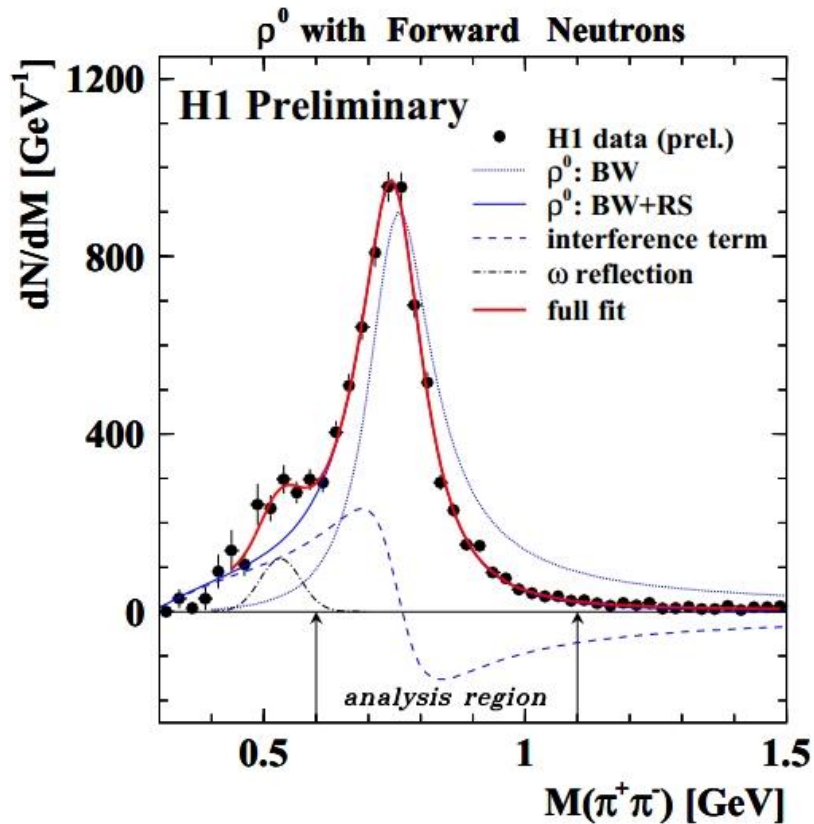 ρ⁰ with Forward Neutrons
dN/dM [GeV⁻¹]
1200
800
400
0
H1 Preliminary
H1 data (prel.)
ρ⁰: BW
ρ⁰: BW+RS
interference term
ω reflection
full fit
analysis region
0.5
1
1.5
M(π⁺π⁻) [GeV]